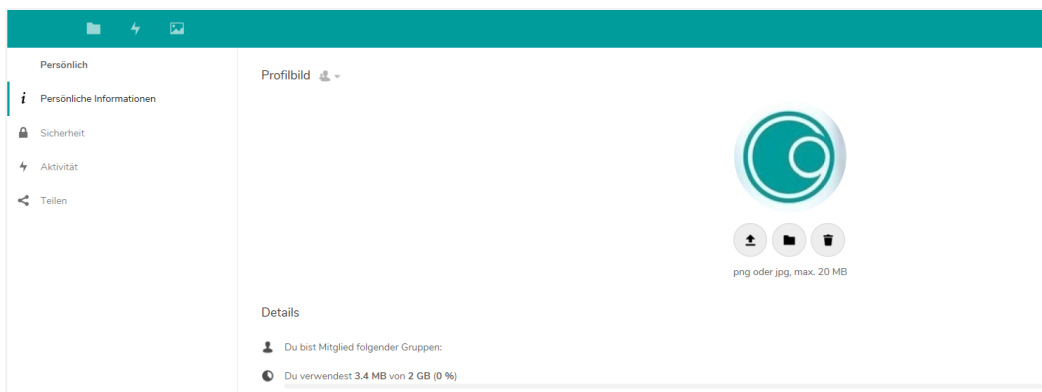 Persönlich
Persönliche Informationen
Sicherheit
Aktivität
Teilen
Profilbild
png oder jpg, max. 20 MB
Details
Du bist Mitglied folgender Gruppen:
Du verwendest 3.4 MB von 2 GB (0 %)